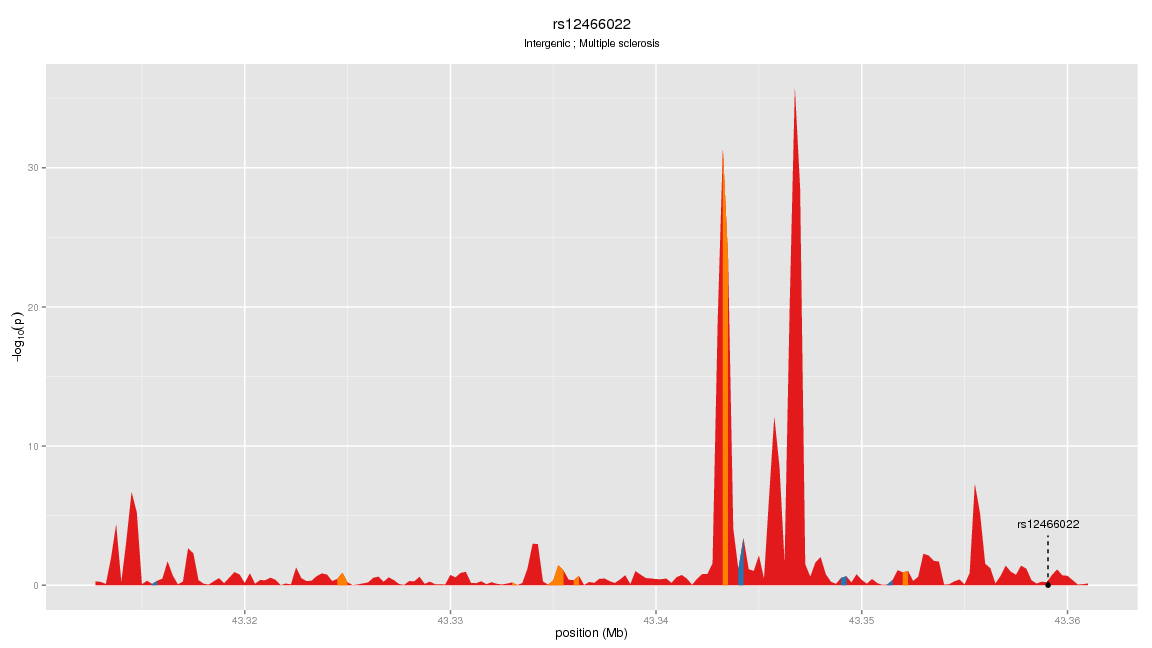 rs12466022
Intergenic ; Multiple sclerosis
30
20
10
0
−log10(p)
rs12466022
43.32
43.33
43.34
43.35
43.36
position (Mb)